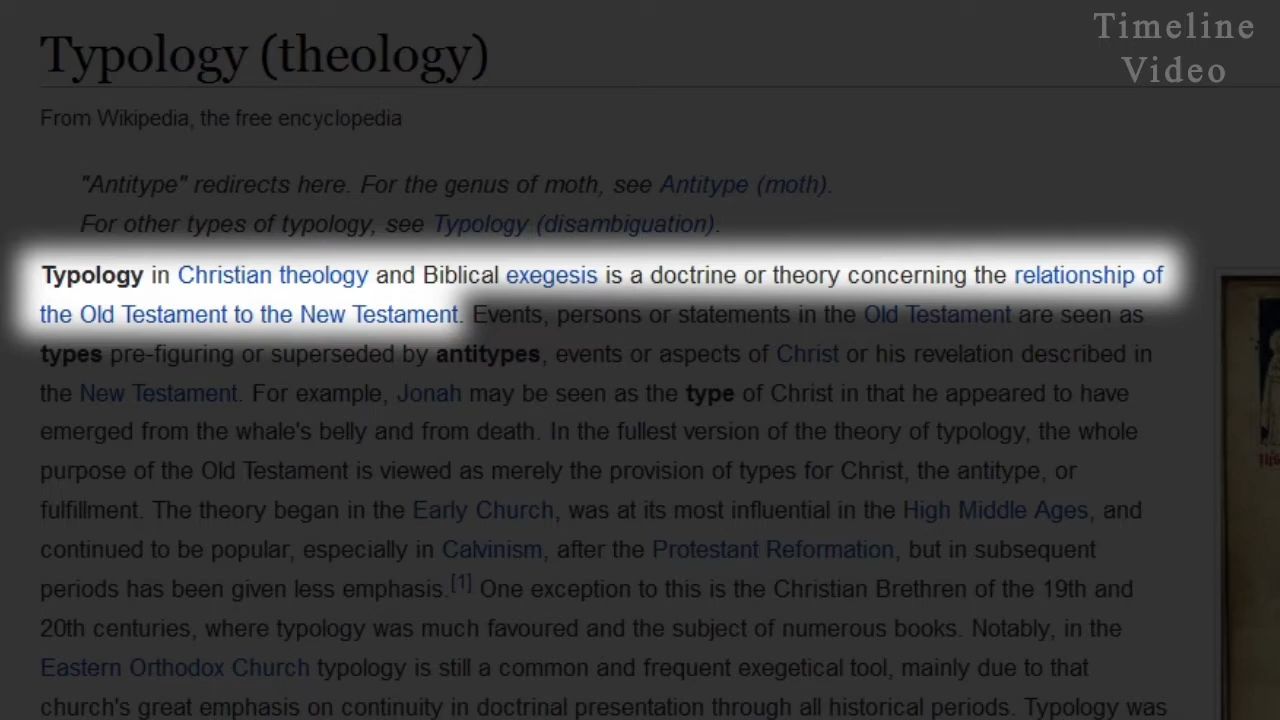 Timeline
Video
Typology (theology)
From Wikipedia, the free encyclopedia
"Antitype" redirects here. For the genus of moth, see Antitype (moth).
For other types of typology, see Typology (disambiguation).
Typology in Christian theology and Biblical exegesis is a doctrine or theory concerning the relationship of
the Old Testament to the New Testament. Events, persons or statements in the Old Testament are seen as
types pre-figuring or superseded by antitypes, events or aspects of Christ or his revelation described in
the New Testament. For example, Jonah may be seen as the type of Christ in that he appeared to have
emerged from the whale's belly and from death. In the fullest version of the theory of typology, the whole
purpose of the Old Testament is viewed as merely the provision of types for Christ, the antitype, or
fulfillment. The theory began in the Early Church, was at its most influential in the High Middle Ages, and
continued to be popular, especially in Calvinism, after the Protestant Reformation, but in subsequent
periods has been given less emphasis.[1] One exception to this is the Christian Brethren of the 19th and
20th centuries, where typology was much favoured and the subject of numerous books. Notably, in the
Eastern Orthodox Church typology is still a common and frequent exegetical tool, mainly due to that
church's great emphasis on continuity in doctrinal presentation through all historical periods. Typology was